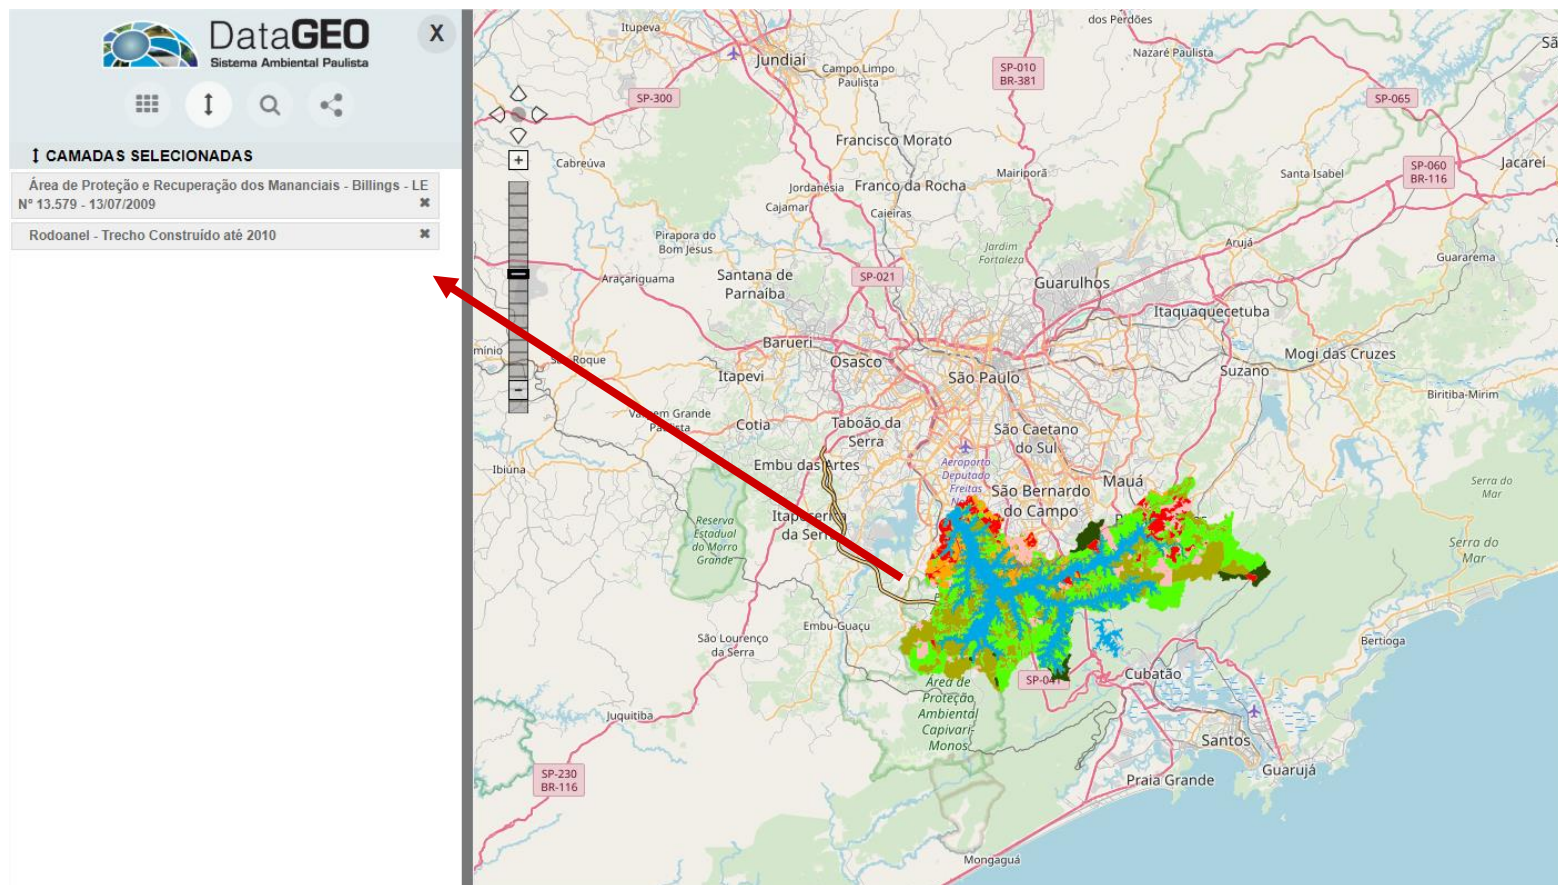 DataGEO
Sistema Ambiental Paulista
X
CAMADAS SELECIONADAS
Área de Proteção e Recuperação dos Mananciais - Billings - LE
Nº 13.579 - 13/07/2009
Rodoanel - Trecho Construído até 2010
dos Perdões
Itupeva
Nazaré Paulista
Jundiaí
Campo Limpo
Paulista
SP-010
BR-381
SP-300
SP-065
Francisco Morato
Cabreúva
Mairiporã
Santa Isabel
SP-060
BR-116
Jacareí
Jordanésia
Franco da Rocha
Cajamar
Caieiras
Pirapora do
Bom Jesus
Jardim
Fortaleza
Arujá
Guararema
Araçariguama
Santana de
Parnaíba
SP-021
Guarulhos
Itaquaquecetuba
Barueri
Osasco
Mogi das Cruzes
Suzano
Itapevi
São Paulo
Biritiba-Mirim
Cotia
Taboão da
Serra
São Caetano
do Sul
Ibiúna
Embu das Artes
Aeroporto
Deputado
Freitas
Mauá
São Bernardo
do Campo
Serra do
Mar
Reserva
Estadual
do Morro
Grande
Itapecerica
da Serra
Serra do
Mar
Embu-Guaçu
São Lourenço
da Serra
Bertioga
Cubatão
SP-041
Área de
Proteção
Ambiental
Capivari-
Monos
Juquitiba
Santos
Guarujá
SP-230
BR-116
Praia Grande
Mongaguá